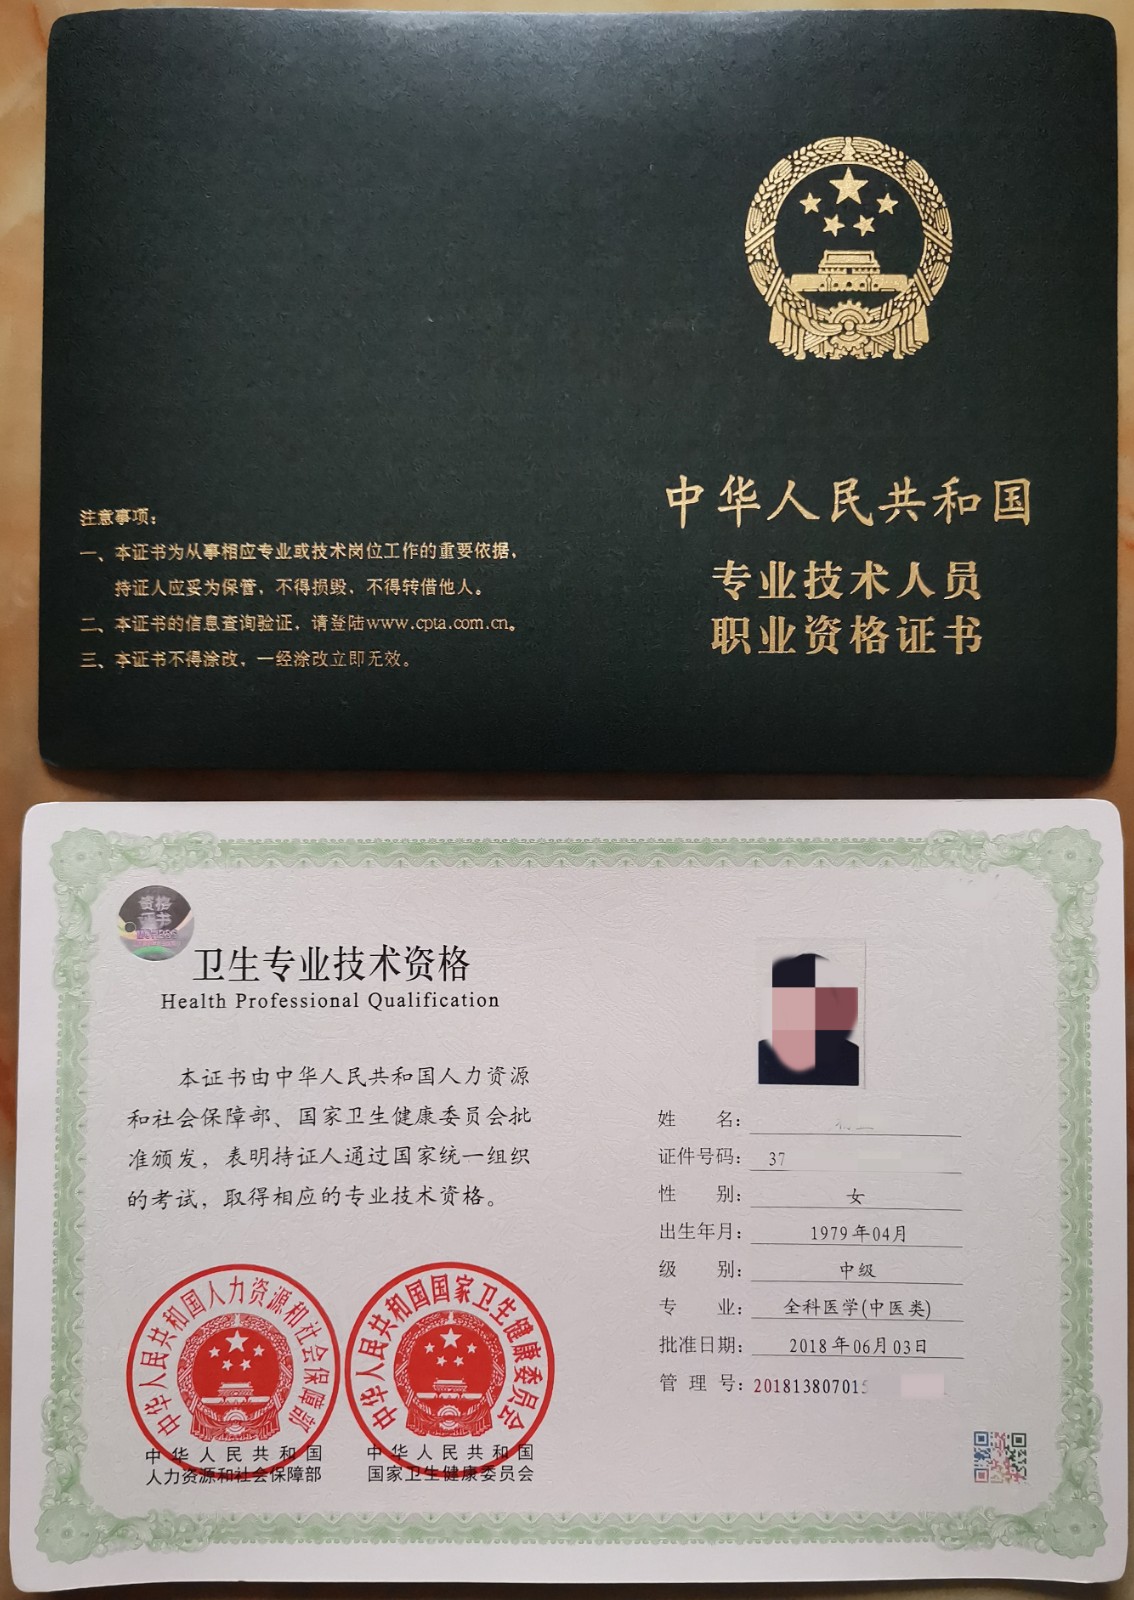 中华人民共和国
专业技术人员
职业资格证书
注意事项:
一、本证书为从事相应专业或技术岗位工作的重要依据，
持证人应妥为保管，不得损毁，不得转借他人。
二、本证书的信息查询验证，请登陆www.cpta.com.cn。
三、本证书不得涂改，一经涂改立即无效。
资格
证书
卫生专业技术资格
Health Professional Qualification
本证书由中华人民共和国人力资源
和社会保障部、国家卫生健康委员会批
准颁发，表明持证人通过国家统一组织
的考试，取得相应的专业技术资格。
中华人民共和国人力资源和社会保障部
中华人民共和国国家卫生健康委员会
中华人民共和国
人力资源和社会保障部
中华人民共和国
国家卫生健康委员会
姓 名:
证件号码: 37
性 别: 女
出生年月: 1979年04月
级 别: 中级
专 业: 全科医学(中医类)
批准日期: 2018年06月03日
管 理 号: 201813807015